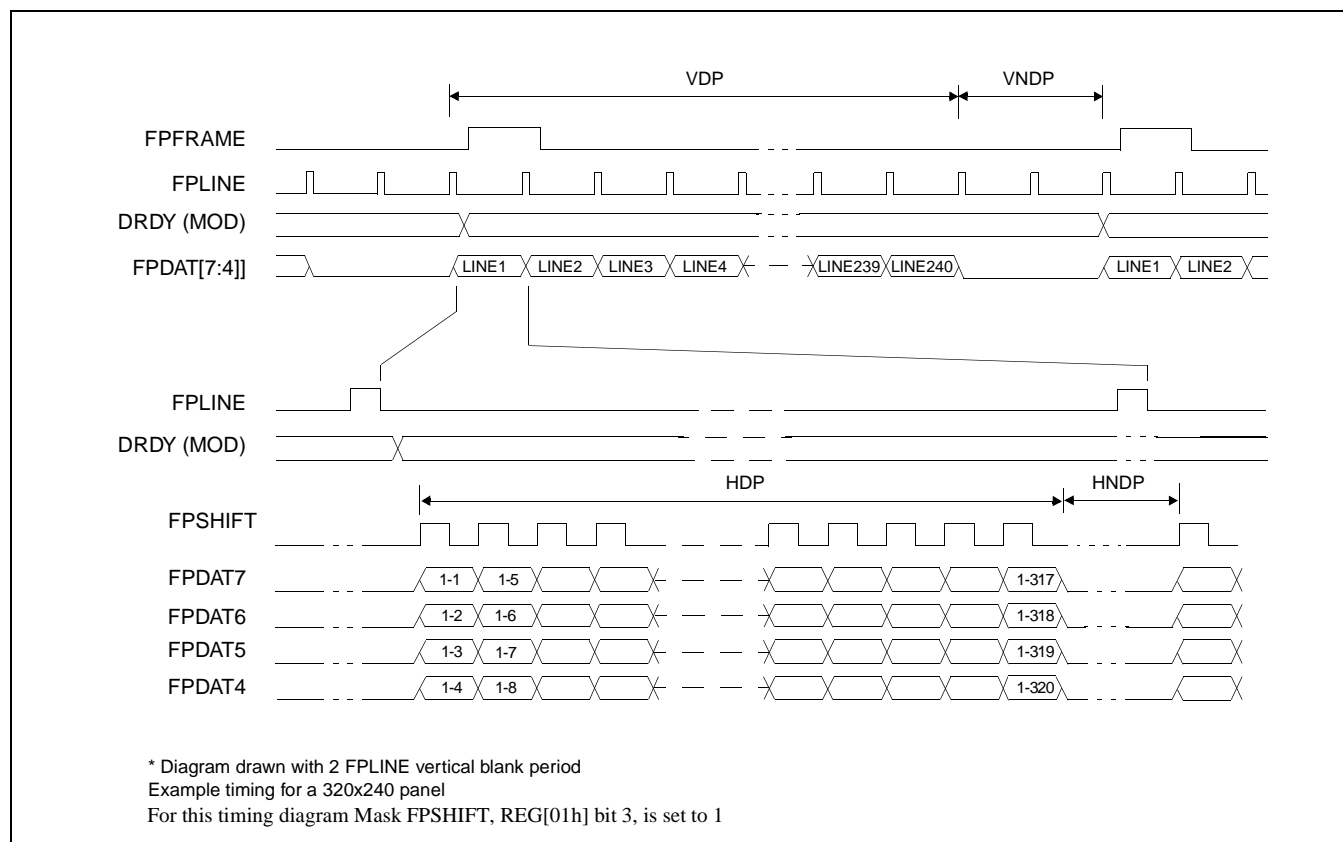 VDP VNDP
FPFRAME
FPLINE
DRDY (MOD)
FPDAT[7:4]] LINE1 LINE2 LINE3 LINE4 LINE239 LINE240 LINE1 LINE2
FPLINE
DRDY (MOD)
HDP HNDP
FPSHIFT
FPDAT7 1-1 1-5 1-317
FPDAT6 1-2 1-6 1-318
FPDAT5 1-3 1-7 1-319
FPDAT4 1-4 1-8 1-320
* Diagram drawn with 2 FPLINE vertical blank period
Example timing for a 320x240 panel
For this timing diagram Mask FPSHIFT, REG[01h] bit 3, is set to 1